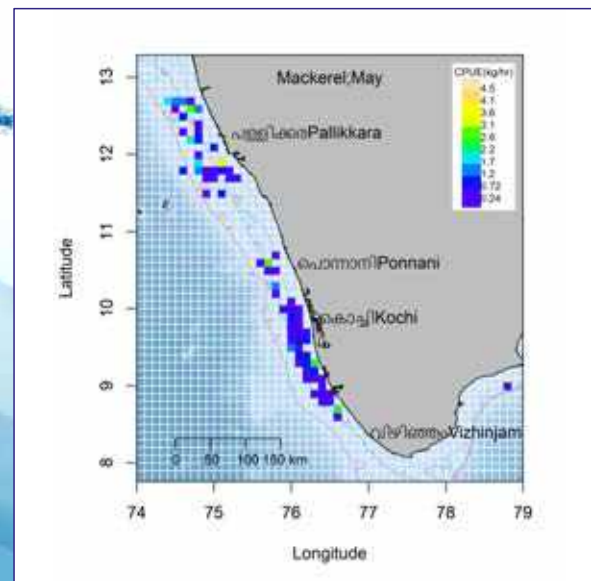 Mackerel;May
CPUE(kg/hr)
4.5
4.1
3.6
3.1
2.6
2.2
1.7
1.2
0.72
0.24
പള്ളിക്കരPallikkara
പൊന്നാനിPonnani
കൊച്ചിKochi
വിഴിഞ്ഞംVizhinjam
0 50 100 150 km
Latitude
13
12
11
10
9
8
74 75 76 77 78 79
Longitude